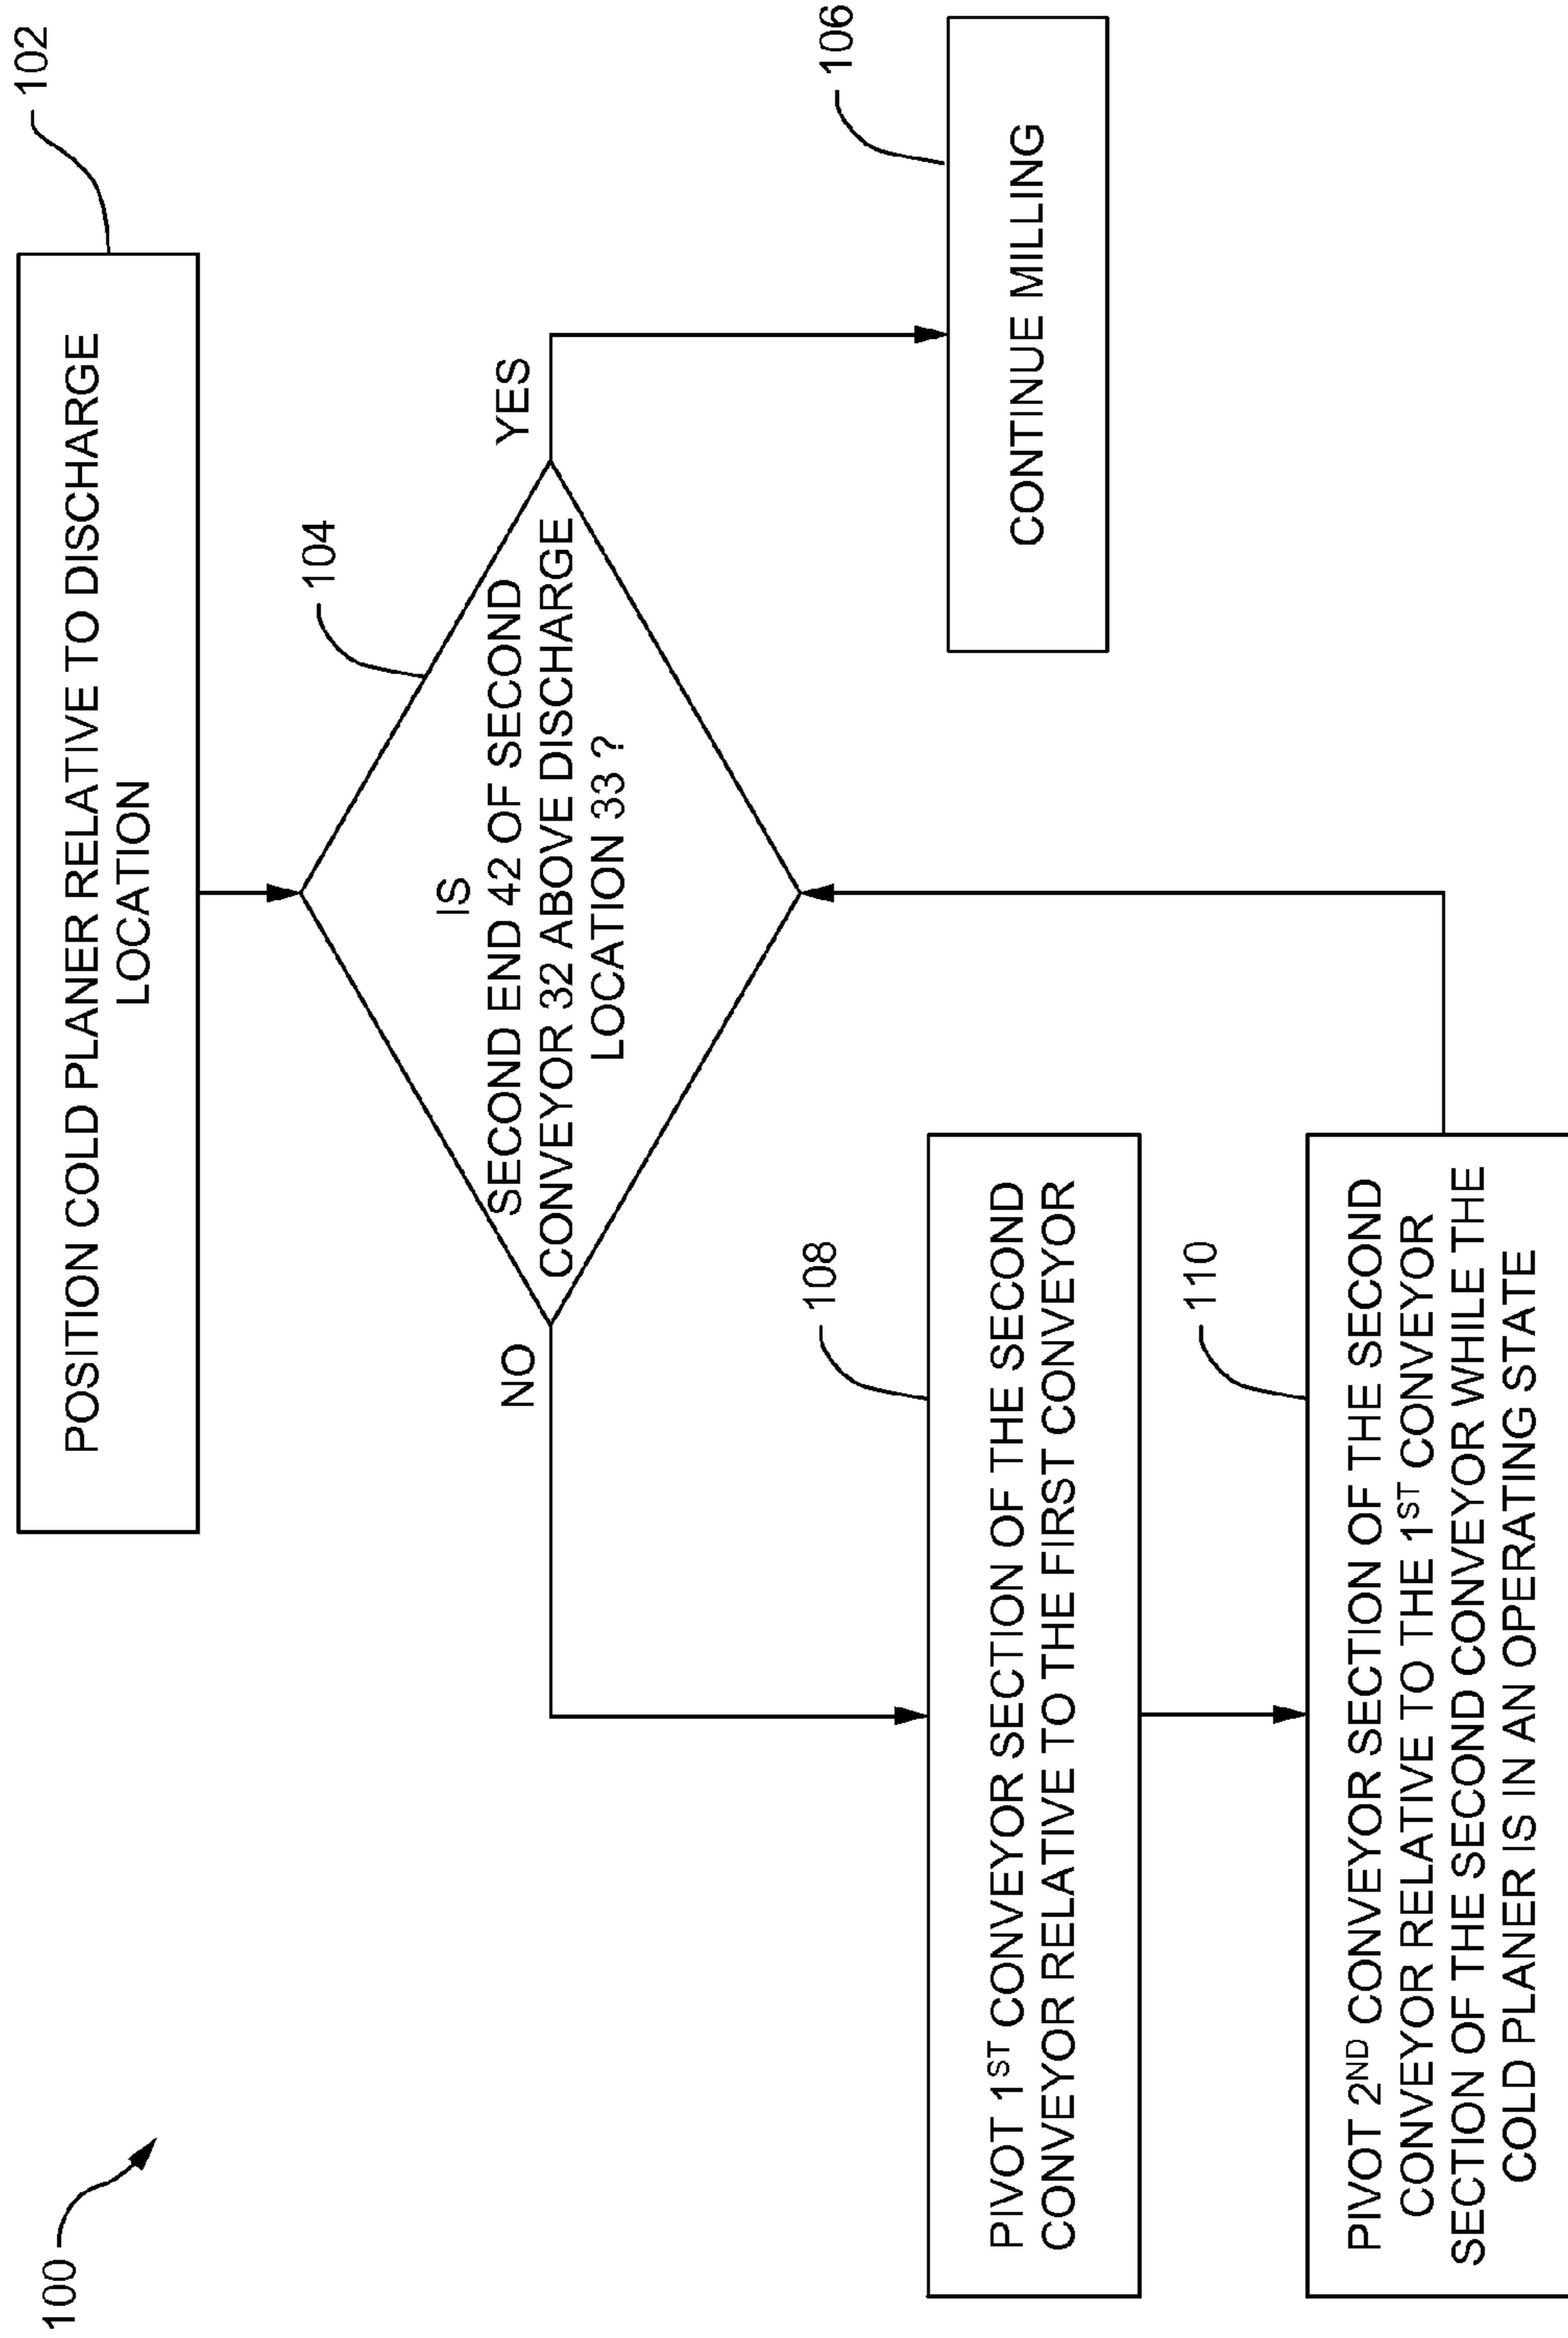 100
102
POSITION COLD PLANER RELATIVE TO DISCHARGE
LOCATION
104
IS
SECOND END 42 OF SECOND
CONVEYOR 32 ABOVE DISCHARGE
LOCATION 33 ?
NO
YES
106
CONTINUE MILLING
108
PIVOT 1ST CONVEYOR SECTION OF THE SECOND
CONVEYOR RELATIVE TO THE FIRST CONVEYOR
110
PIVOT 2ND CONVEYOR SECTION OF THE SECOND
CONVEYOR RELATIVE TO THE 1ST CONVEYOR
SECTION OF THE SECOND CONVEYOR WHILE THE
COLD PLANER IS IN AN OPERATING STATE